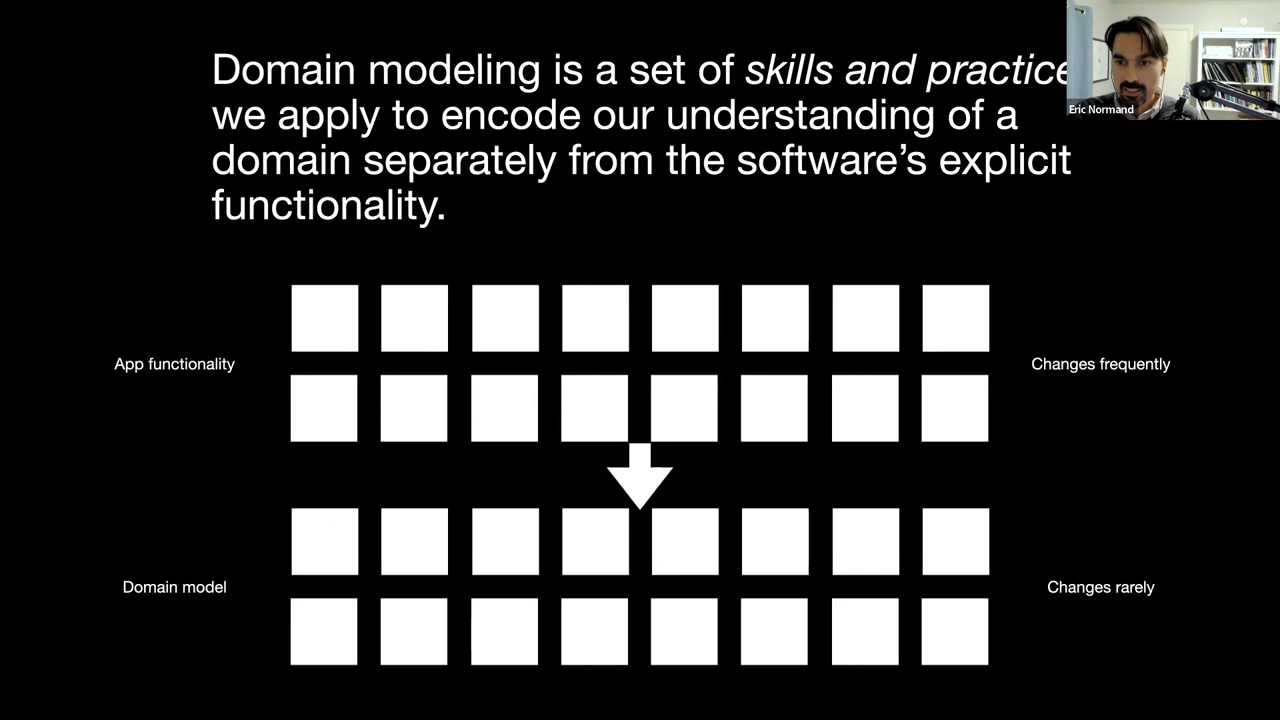 Domain modeling is a set of skills and practice
we apply to encode our understanding of a
domain separately from the software’s explicit
functionality.
Eric Normand
App functionality
Changes frequently
Domain model
Changes rarely